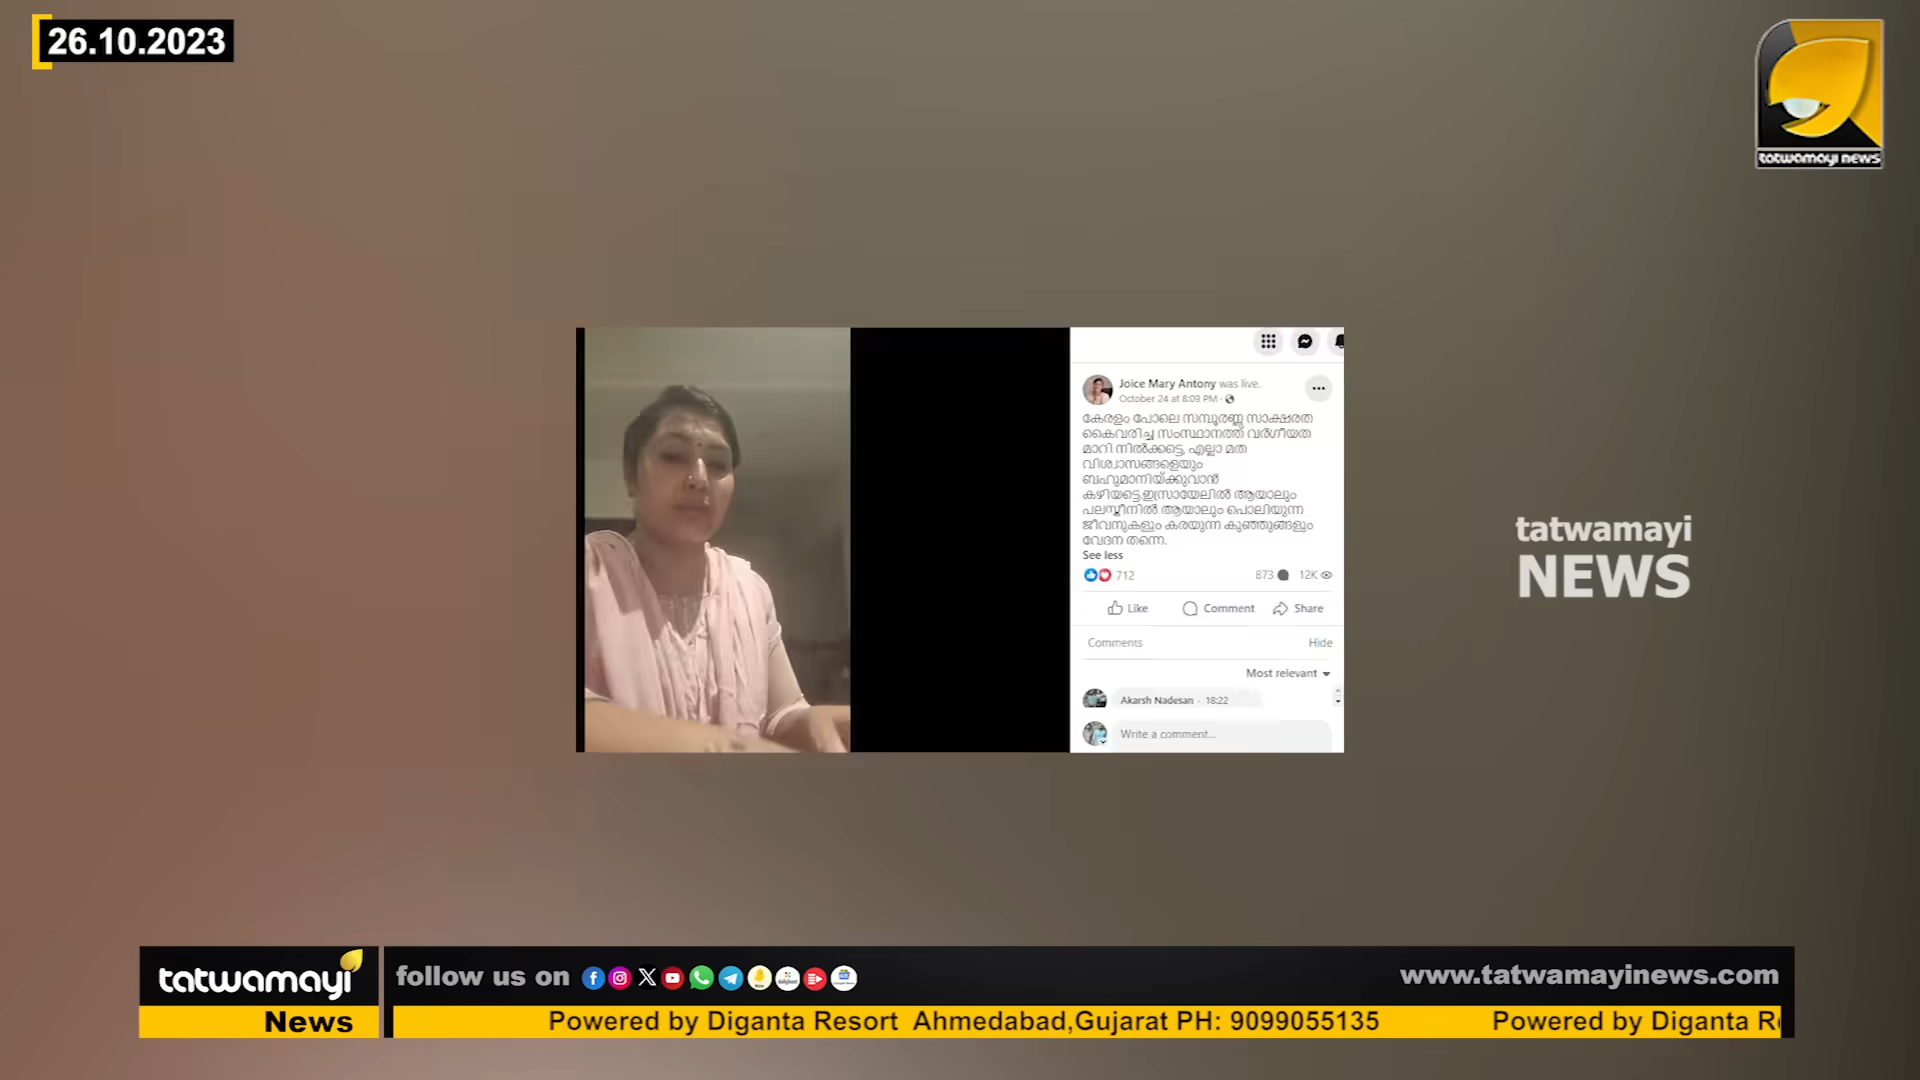 26.10.2023
tatwamayi news
Joice Mary Antony was live.
October 24 at 8:09 PM ·
കേരളം പോലെ സമ്പൂരണ്ണ സാക്ഷരത
കൈവരിച്ച സംസ്ഥാനത്ത് വർഗീയത
മാറി നിൽക്കട്ടെ, എല്ലാ മത
വിശ്വാസങ്ങളെയും
ബഹുമാനിയ്ക്കുവാൻ
കഴിയട്ടെ.ഇസ്രായേലിൽ ആയാലും
പലസ്തീനിൽ ആയാലും പൊലിയുന്ന
ജീവനുകളും കരയുന്ന കുഞ്ഞുങ്ങളും
വേദന തന്നെ.
See less
712 873 12K
Like Comment Share
Comments Hide
Most relevant
Akarsh Nadesan · 18:22
Write a comment...
tatwamayi
NEWS
tatwamayi
News
follow us on
www.tatwamayinews.com
Powered by Diganta Resort Ahmedabad,Gujarat PH: 9099055135 Powered by Diganta R